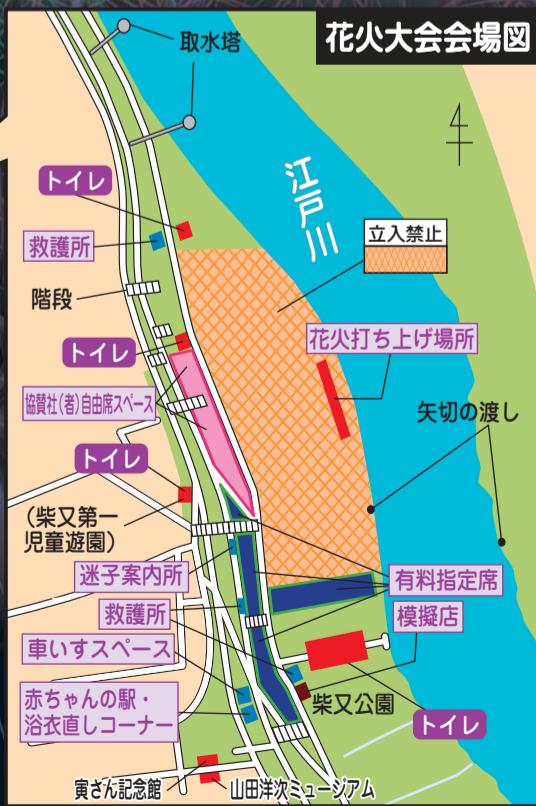 花火大会会場図
取水塔
江戸川
トイレ
立入禁止
救護所
階段
花火打ち上げ場所
トイレ
協賛社(者)自由席スペース
矢切の渡し
トイレ
(柴又第一
児童遊園)
迷子案内所
有料指定席
救護所
模擬店
車いすスペース
赤ちゃんの駅・
浴衣直しコーナー
柴又公園
トイレ
寅さん記念館
山田洋次ミュージアム